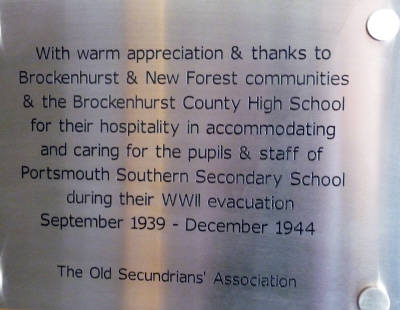 With warm appreciation & thanks to
Brockenhurst & New Forest communities
& the Brockenhurst County High School
for their hospitality in accommodating
and caring for the pupils & staff of
Portsmouth Southern Secondary School
during their WWII evacuation
September 1939 - December 1944
The Old Secundrians' Association